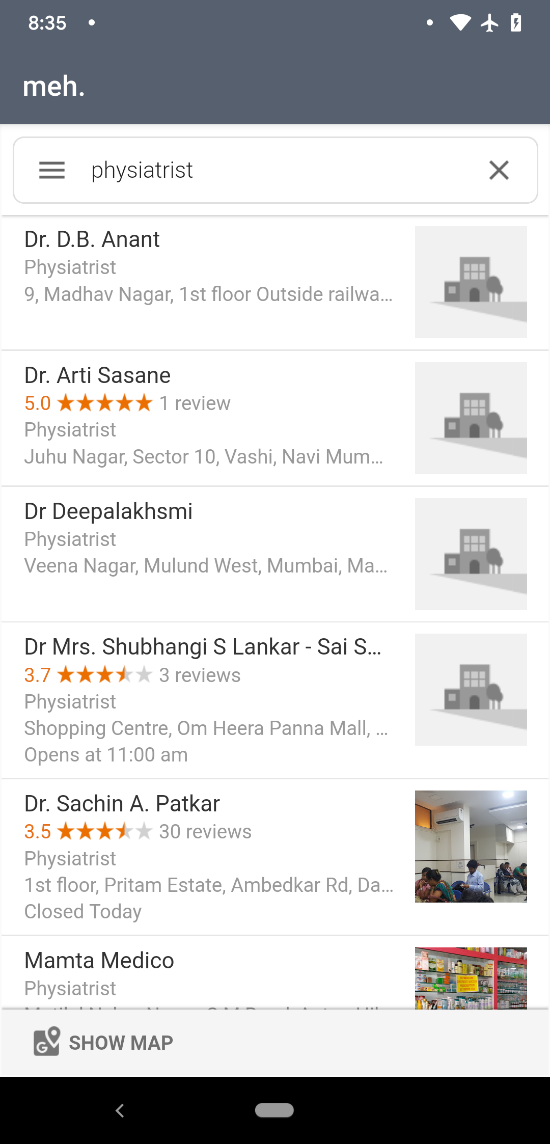 8:35
meh.
physiatrist
Dr. D.B. Anant
Physiatrist
9, Madhav Nagar, 1st floor Outside railwa...
Dr. Arti Sasane
5.0 1 review
Physiatrist
Juhu Nagar, Sector 10, Vashi, Navi Mum...
Dr Deepalakhsmi
Physiatrist
Veena Nagar, Mulund West, Mumbai, Ma...
Dr Mrs. Shubhangi S Lankar - Sai S...
3.7 3 reviews
Physiatrist
Shopping Centre, Om Heera Panna Mall, ...
Opens at 11:00 am
Dr. Sachin A. Patkar
3.5 30 reviews
Physiatrist
1st floor, Pritam Estate, Ambedkar Rd, Da...
Closed Today
Mamta Medico
Physiatrist
SHOW MAP